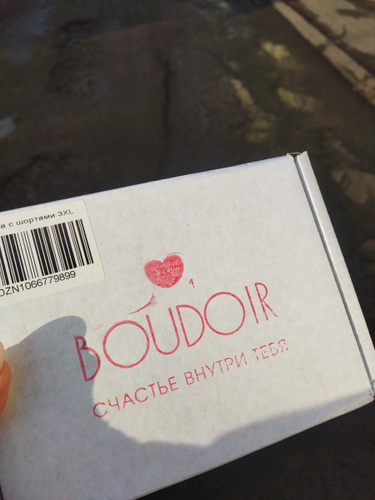 а с шортами 3XL
OZN1066779899
BOUDOIR
СЧАСТЬЕ ВНУТРИ ТЕБЯ